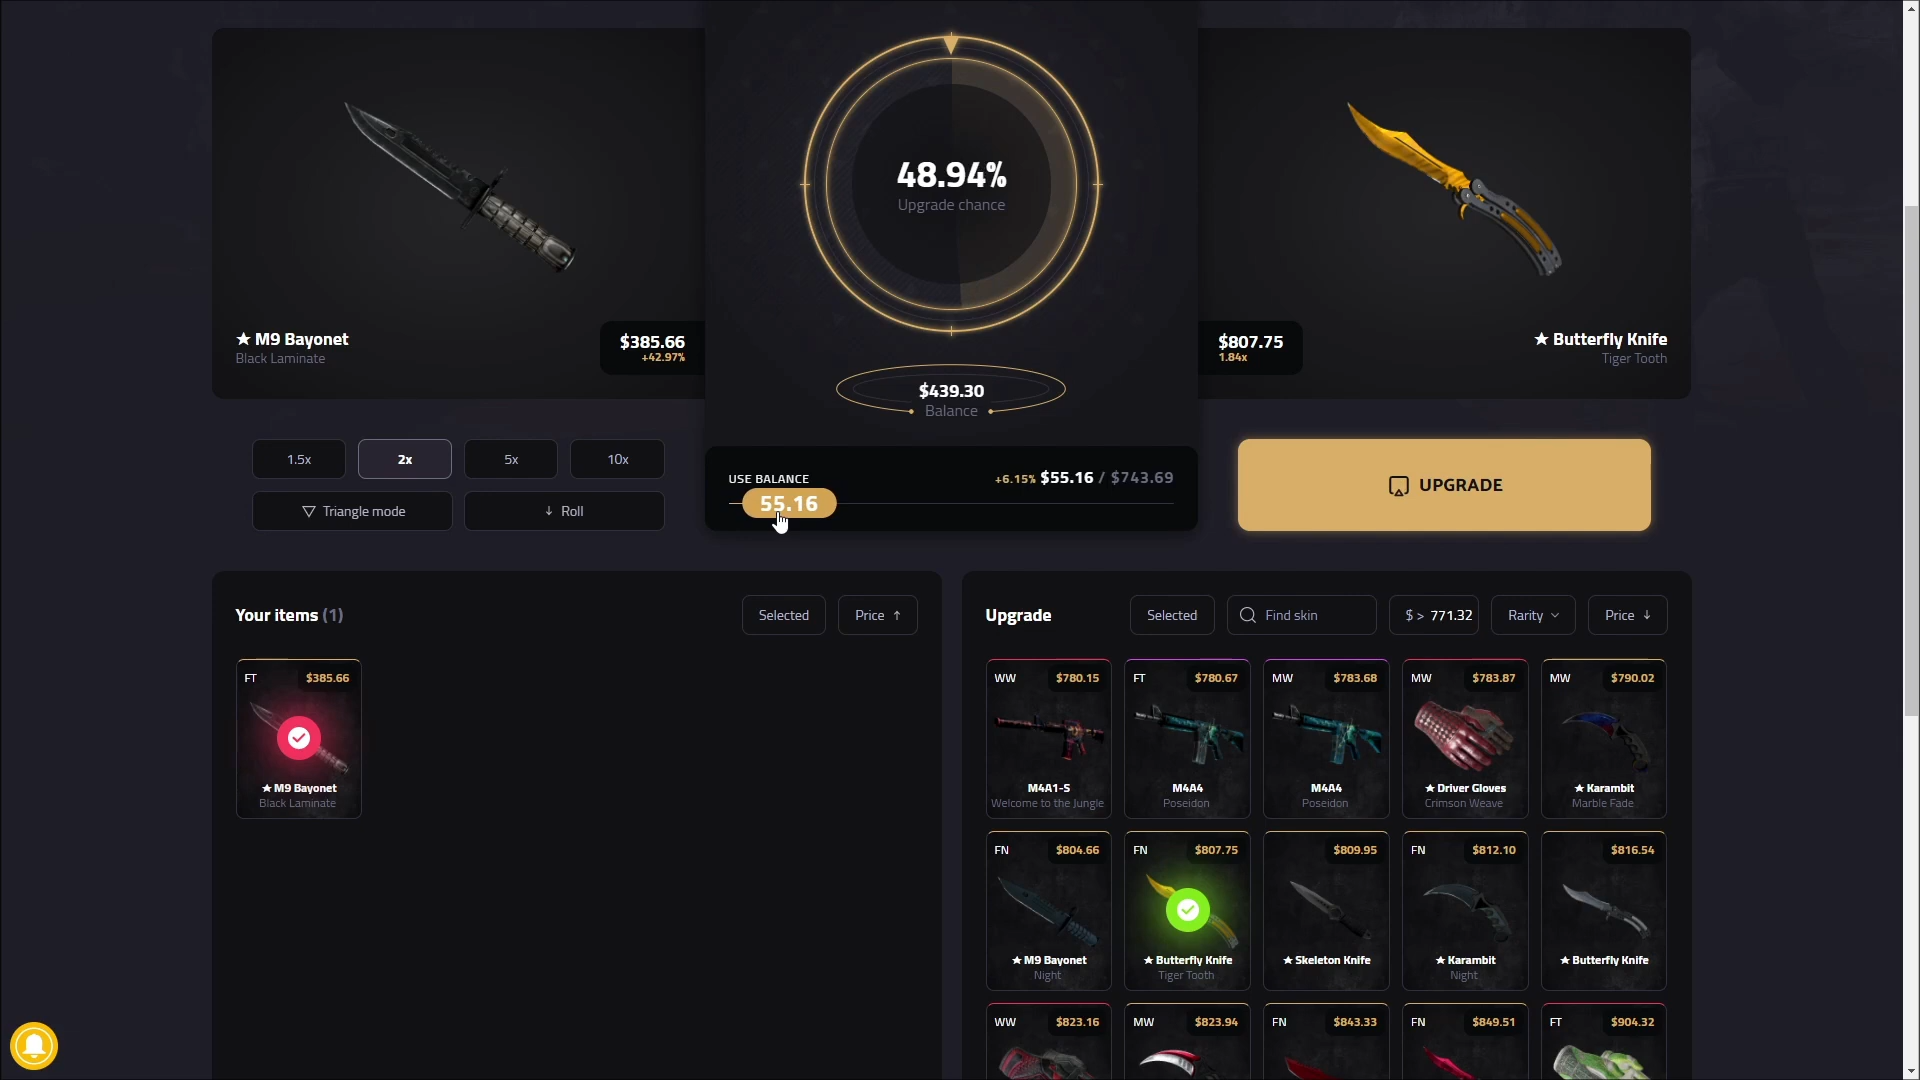 48.94%
Upgrade chance
★ M9 Bayonet
Black Laminate
$385.66
+42.97%
$807.75
1.84x
★ Butterfly Knife
Tiger Tooth
$439.30
Balance
1.5x
2x
5x
10x
Triangle mode
↓ Roll
USE BALANCE
+6.15% $55.16 / $743.69
55.16
UPGRADE
Your items (1)
Selected
Price ↑
FT
$385.66
★ M9 Bayonet
Black Laminate
Upgrade
Selected
Find skin
$ > 771.32
Rarity
Price ↓
WW
$780.15
M4A1-S
Welcome to the Jungle
FT
$780.67
M4A4
Poseidon
MW
$783.68
M4A4
Poseidon
MW
$783.87
★ Driver Gloves
Crimson Weave
MW
$790.02
★ Karambit
Marble Fade
FN
$804.66
★ M9 Bayonet
Night
FN
$807.75
★ Butterfly Knife
Tiger Tooth
$809.95
★ Skeleton Knife
FN
$812.10
★ Karambit
Night
$816.54
★ Butterfly Knife
WW
$823.16
MW
$823.94
FN
$843.33
FN
$849.51
FT
$904.32